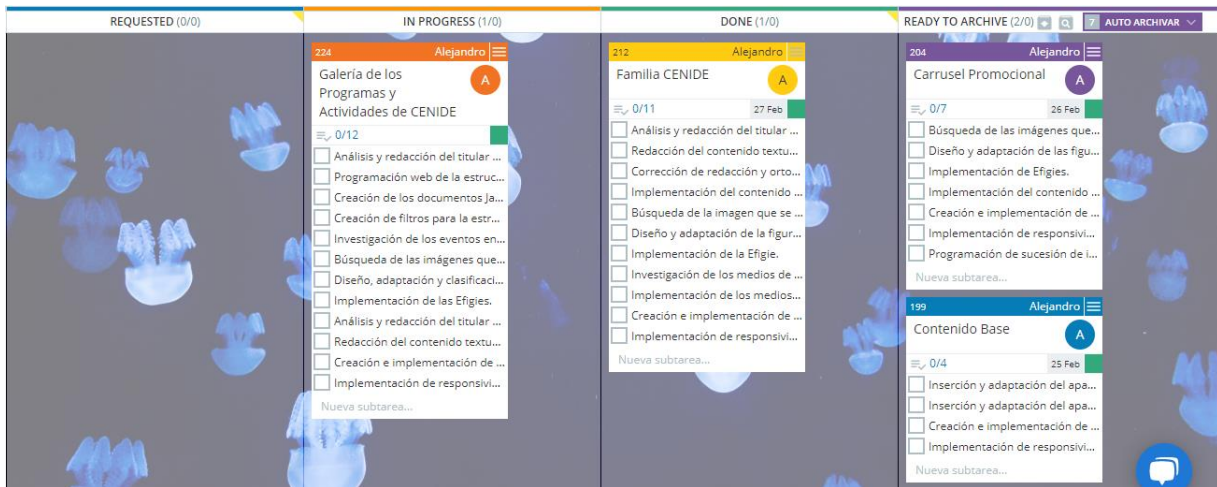 REQUESTED (0/0)
IN PROGRESS (1/0)
DONE (1/0)
READY TO ARCHIVE (2/0)
7 AUTO ARCHIVAR
224 Alejandro
Galería de los
Programas y
Actividades de CENIDE
A
0/12
Análisis y redacción del titular ...
Programación web de la estruc...
Creación de los documentos Ja...
Creación de filtros para la estr...
Investigación de los eventos en...
Búsqueda de las imágenes que...
Diseño, adaptación y clasificaci...
Implementación de las Efigies.
Análisis y redacción del titular ...
Redacción del contenido textu...
Creación e implementación de ...
Implementación de responsivi...
Nueva subtarea...
212 Alejandro
Familia CENIDE
A
0/11 27 Feb
Análisis y redacción del titular ...
Redacción del contenido textu...
Corrección de redacción y orto...
Implementación del contenido ...
Búsqueda de la imagen que se ...
Diseño y adaptación de la figur...
Implementación de la Efigie.
Investigación de los medios de ...
Implementación de los medios...
Creación e implementación de ...
Implementación de responsivi...
Nueva subtarea...
204 Alejandro
Carrusel Promocional
A
0/7 26 Feb
Búsqueda de las imágenes que...
Diseño y adaptación de las figu...
Implementación de Efigies.
Implementación del contenido ...
Creación e implementación de ...
Implementación de responsivi...
Programación de sucesión de i...
Nueva subtarea...
199 Alejandro
Contenido Base
A
0/4 25 Feb
Inserción y adaptación del apa...
Inserción y adaptación del apa...
Creación e implementación de ...
Implementación de responsivi...
Nueva subtarea...